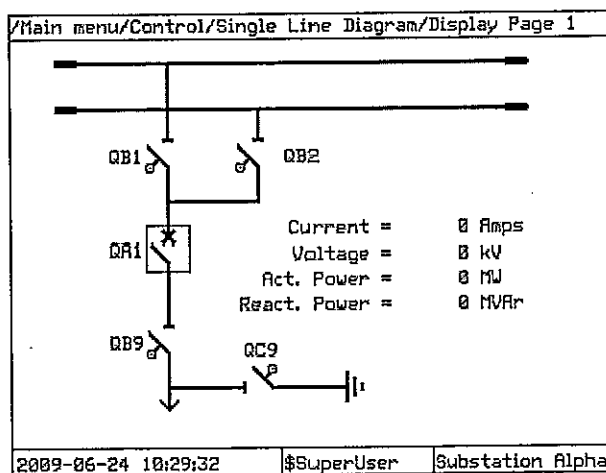 /Main menu/Control/Single Line Diagram/Display Page 1
QB1
QB2
QA1
Current = 0 Amps
Voltage = 0 kV
Act. Power = 0 MW
React. Power = 0 MVAr
QB9
QC9
2009-06-24 10:29:32 $SuperUser Substation Alpha